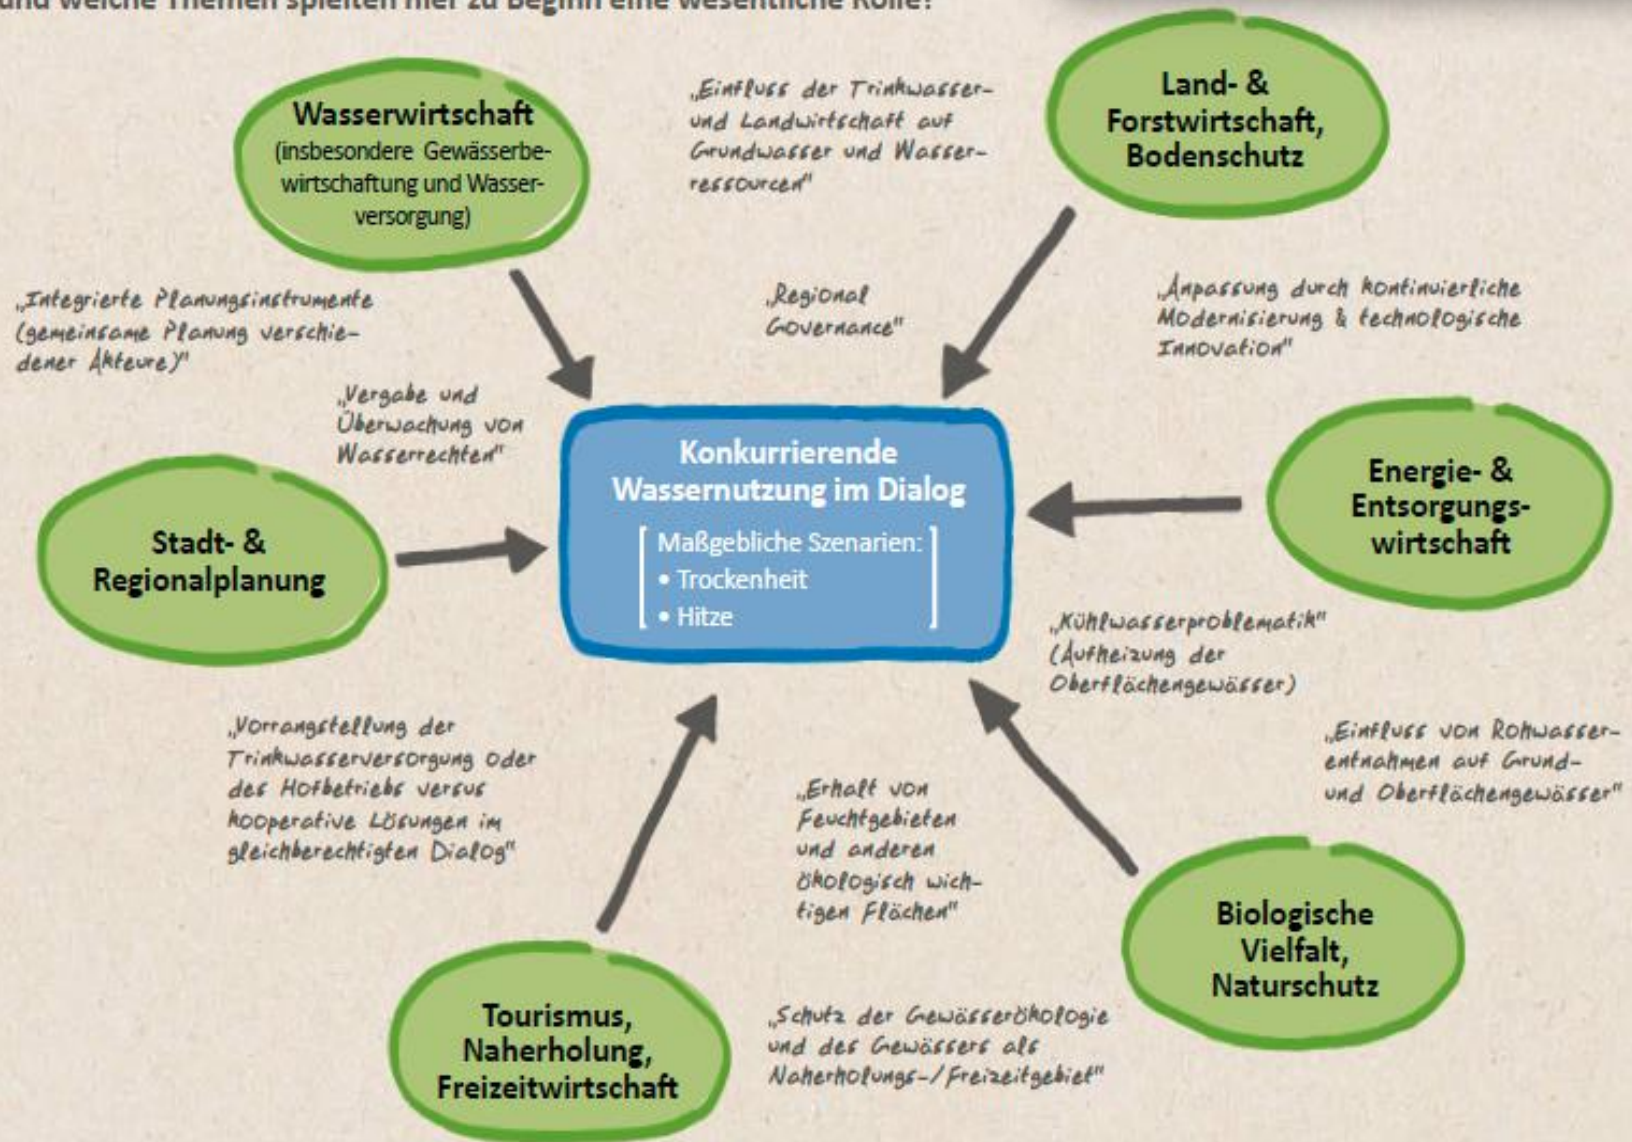 und welche Themen spielten hier zu Beginn eine wesentliche Rolle?
Wasserwirtschaft
(insbesondere Gewässerbe-
wirtschaftung und Wasser-
versorgung)
„Einfluss der Trinkwasser-
und Landwirtschaft auf
Grundwasser und Wasser-
ressourcen"
Land- &
Forstwirtschaft,
Bodenschutz
„Integrierte Planungsinstrumente
(gemeinsame Planung verschie-
dener Akteure)"
„Regional
Governance"
„Anpassung durch kontinuierliche
Modernisierung & technologische
Innovation"
„Vergabe und
Überwachung von
Wasserrechten"
Stadt- &
Regionalplanung
Konkurrierende
Wassernutzung im Dialog
Maßgebliche Szenarien:
• Trockenheit
• Hitze
Energie- &
Entsorgungs-
wirtschaft
„Kühlwasserproblematik"
(Aufheizung der
Oberflächengewässer)
„Vorrangstellung der
Trinkwasserversorgung oder
des Hofbetriebs versus
kooperative Lösungen im
gleichberechtigten Dialog"
„Erhalt von
Feuchtgebieten
und anderen
ökologisch wich-
tigen Flächen"
„Einfluss von Rohwasser-
entnahmen auf Grund-
und Oberflächengewässer"
Tourismus,
Naherholung,
Freizeitwirtschaft
„Schutz der Gewässerökologie
und des Gewässers als
Naherholungs-/Freizeitgebiet"
Biologische
Vielfalt,
Naturschutz